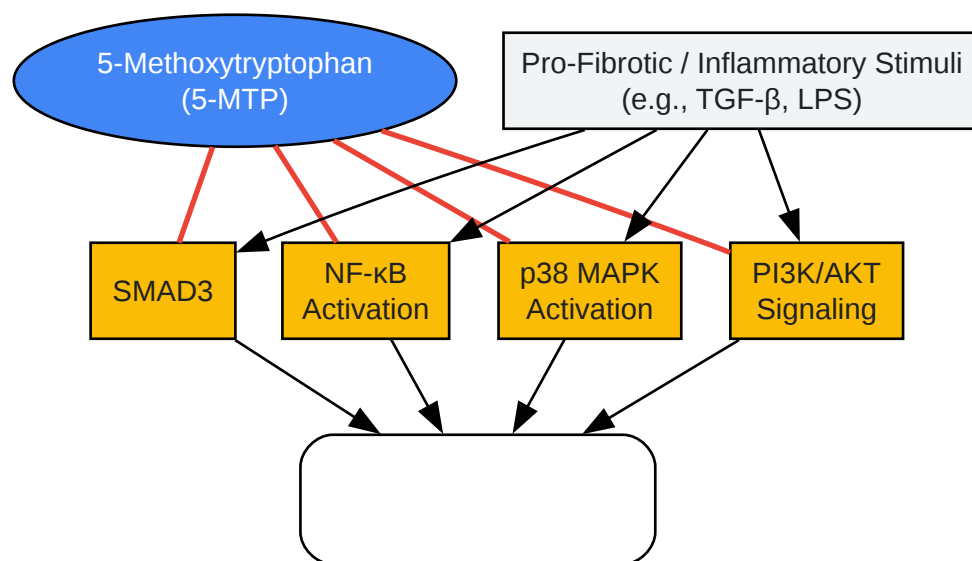 5-Methoxytryptophan
(5-MTP)
Pro-Fibrotic / Inflammatory Stimuli
(e.g., TGF-β, LPS)
SMAD3
NF-κB
Activation
p38 MAPK
Activation
PI3K/AKT
Signaling